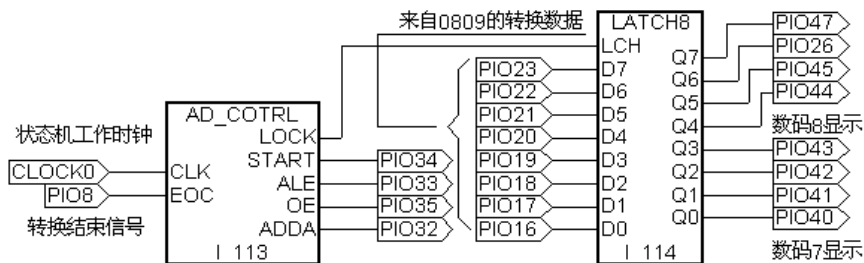 来自0809的转换数据
LATCH8
LCH
PIO23
PIO22
PIO21
PIO20
PIO19
PIO18
PIO17
PIO16
D7
D6
D5
D4
D3
D2
D1
D0
Q7
Q6
Q5
Q4
Q3
Q2
Q1
Q0
PIO47
PIO26
PIO45
PIO44
数码8显示
PIO43
PIO42
PIO41
PIO40
数码7显示
I_114
状态机工作时钟
CLOCK0
PIO8
转换结束信号
AD_COTRL
LOCK
START
ALE
OE
ADDA
CLK
EOC
I_113
PIO34
PIO33
PIO35
PIO32